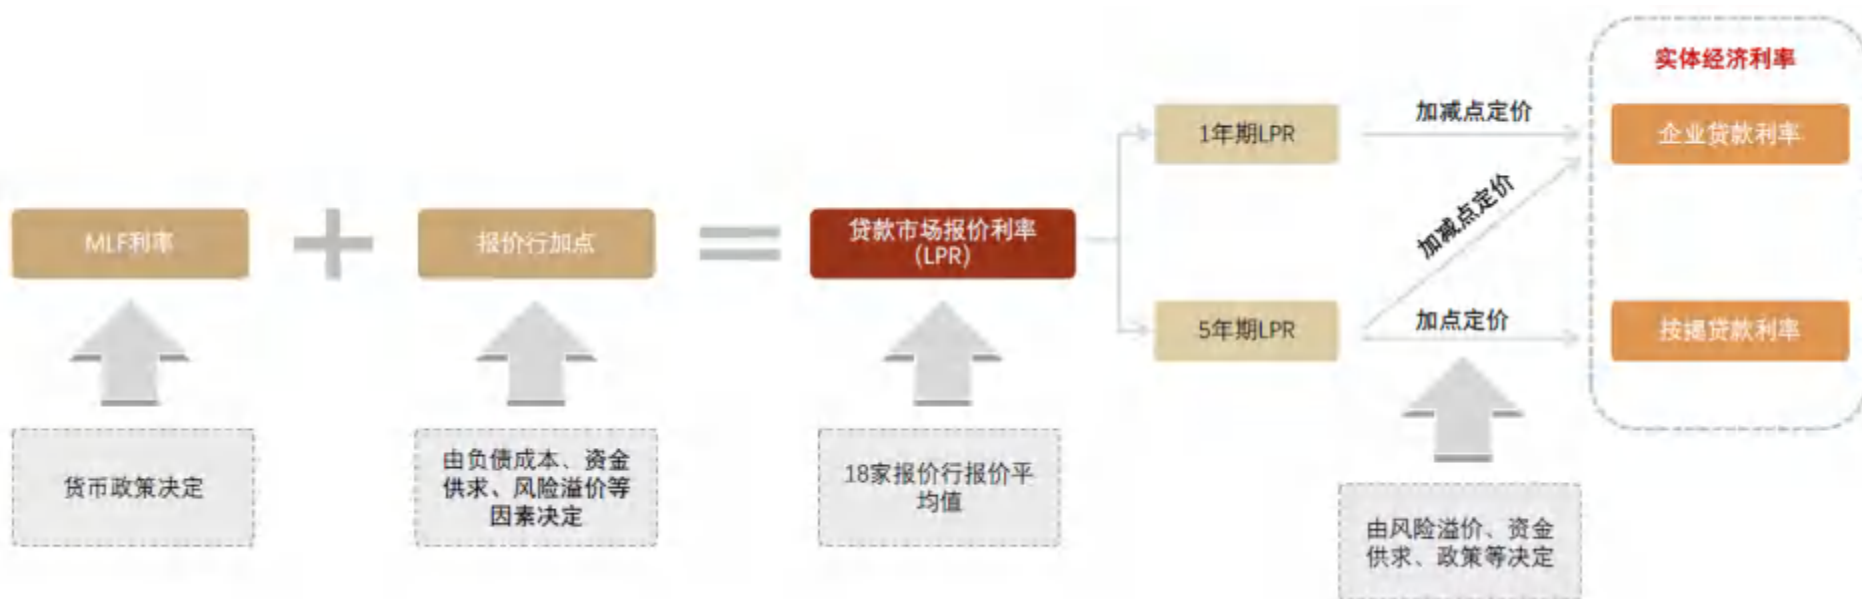 实体经济利率
1年期LPR
加减点定价
企业贷款利率
MLF利率
报价行加点
贷款市场报价利率
(LPR)
加减点定价
5年期LPR
加点定价
按揭贷款利率
货币政策决定
由负债成本、资金
供求、风险溢价等
因素决定
18家报价行报价平
均值
由风险溢价、资金
供求、政策等决定